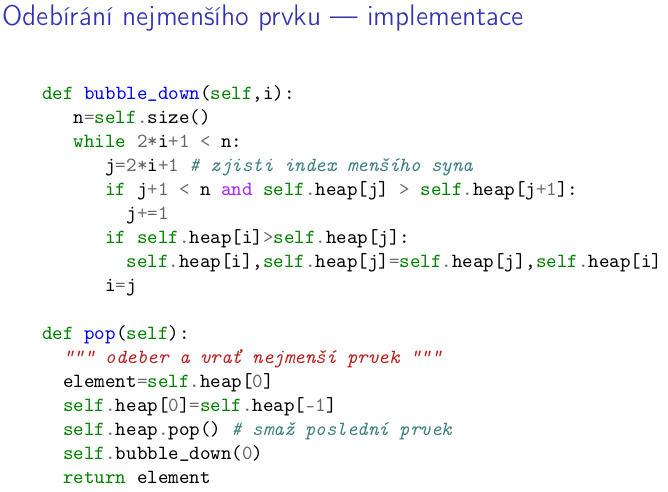 Odebírání nejmenšího prvku — implementace
def bubble_down(self,i):
n=self.size()
while 2*i+1 < n:
j=2*i+1 # zjisti index menšího syna
if j+1 < n and self.heap[j] > self.heap[j+1]:
j+=1
if self.heap[i]>self.heap[j]:
self.heap[i],self.heap[j]=self.heap[j],self.heap[i]
i=j
def pop(self):
""" odeber a vrať nejmenší prvek """
element=self.heap[0]
self.heap[0]=self.heap[-1]
self.heap.pop() # smaž poslední prvek
self.bubble_down(0)
return element